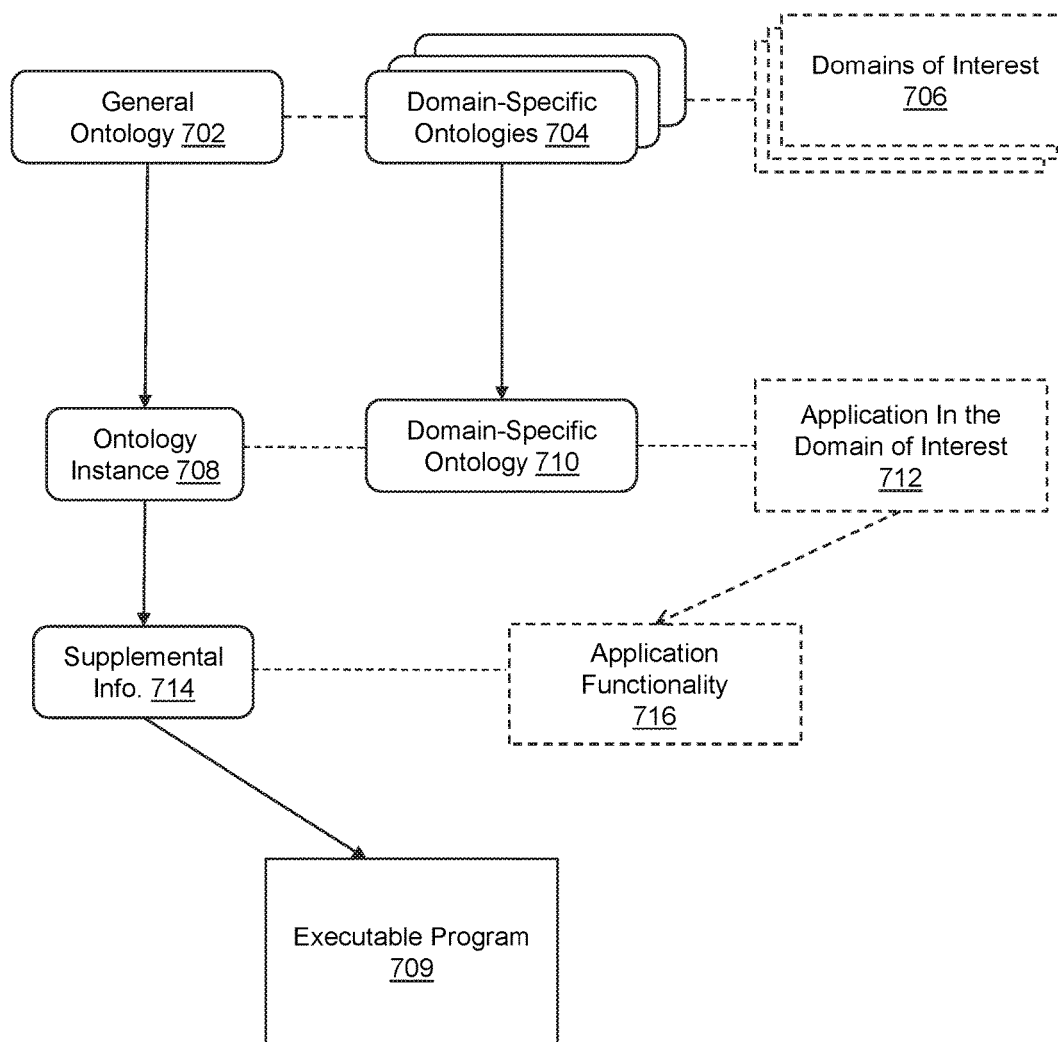 General
Ontology 702
Domain-Specific
Ontologies 704
Domains of Interest
706
Ontology
Instance 708
Domain-Specific
Ontology 710
Application In the
Domain of Interest
712
Supplemental
Info. 714
Application
Functionality
716
Executable Program
709